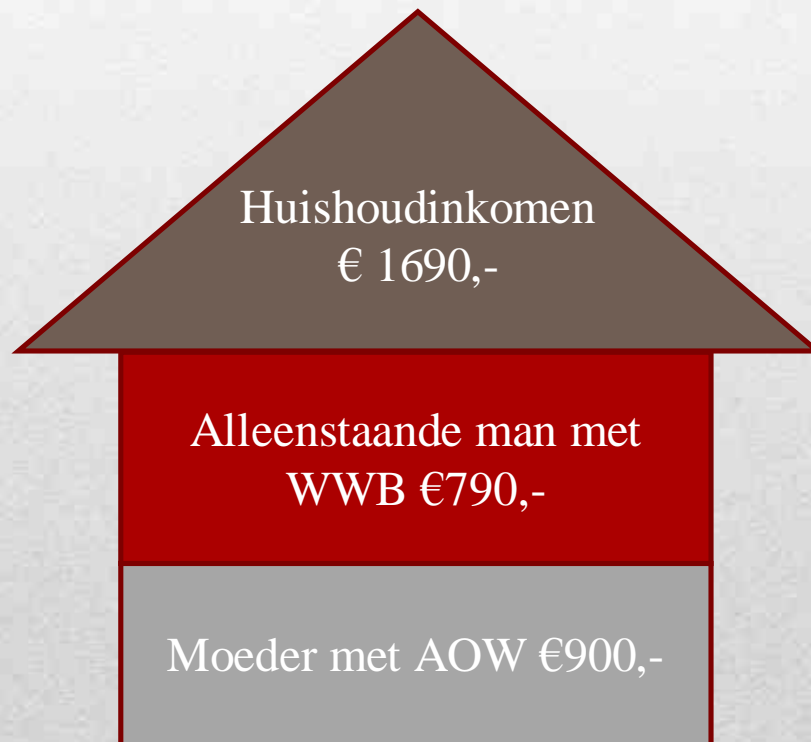 Huishoudinkomen
€ 1690,-
Alleenstaande man met
WWB €790,-
Moeder met AOW €900,-